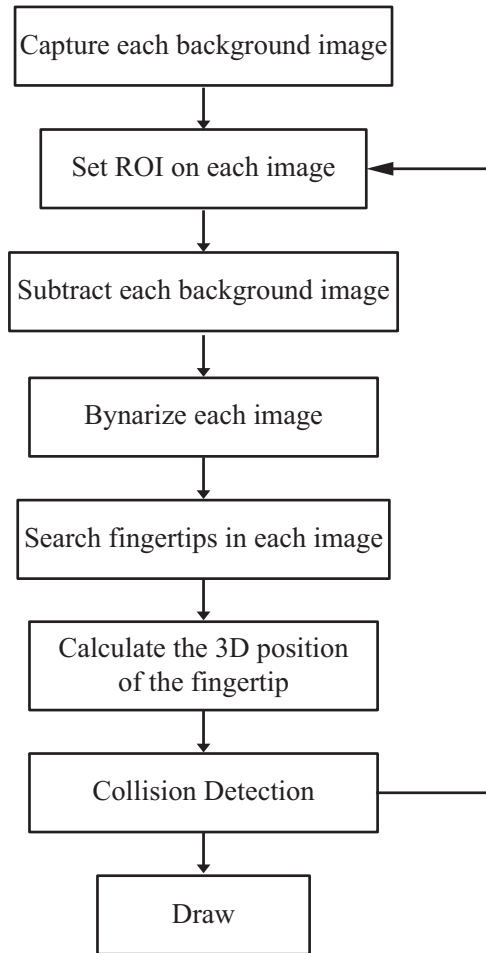 Capture each background image
Set ROI on each image
Subtract each background image
Bynarize each image
Search fingertips in each image
Calculate the 3D position
of the fingertip
Collision Detection
Draw